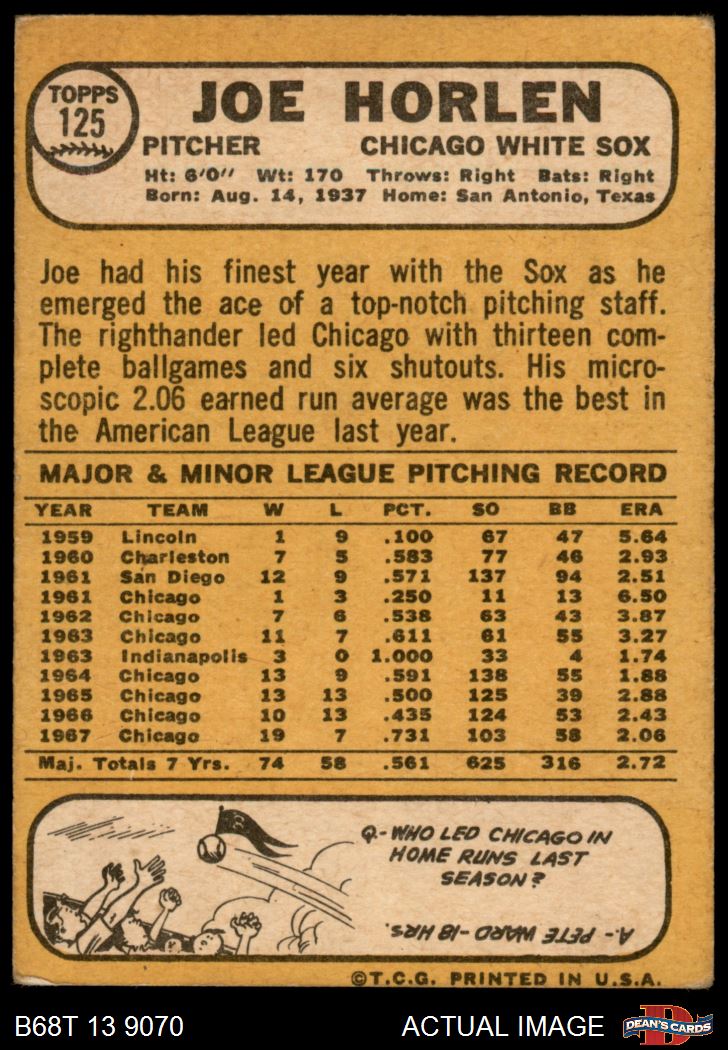 TOPPS
125
JOE HORLEN
PITCHER CHICAGO WHITE SOX
Ht: 6'0" Wt: 170 Throws: Right Bats: Right
Born: Aug. 14, 1937 Home: San Antonio, Texas
Joe had his finest year with the Sox as he
emerged the ace of a top-notch pitching staff.
The righthander led Chicago with thirteen com-
plete ballgames and six shutouts. His micro-
scopic 2.06 earned run average was the best in
the American League last year.
MAJOR & MINOR LEAGUE PITCHING RECORD
YEAR TEAM W L PCT. SO BB ERA
1959 Lincoln 1 9 .100 67 47 5.64
1960 Charleston 7 5 .583 77 46 2.93
1961 San Diego 12 9 .571 137 94 2.51
1961 Chicago 1 3 .250 11 13 6.50
1962 Chicago 7 6 .538 63 43 3.87
1963 Chicago 11 7 .611 61 55 3.27
1963 Indianapolis 3 0 1.000 33 4 1.74
1964 Chicago 13 9 .591 138 55 1.88
1965 Chicago 13 13 .500 125 39 2.88
1966 Chicago 10 13 .435 124 53 2.43
1967 Chicago 19 7 .731 103 58 2.06
Maj. Totals 7 Yrs. 74 58 .561 625 316 2.72
Q.- WHO LED CHICAGO IN
HOME RUNS LAST
SEASON?
A.- PETE WARD - 18 HRS.
©T.C.G. PRINTED IN U.S.A.
B68T 13 9070 ACTUAL IMAGE
D
DEAN'S CARDS